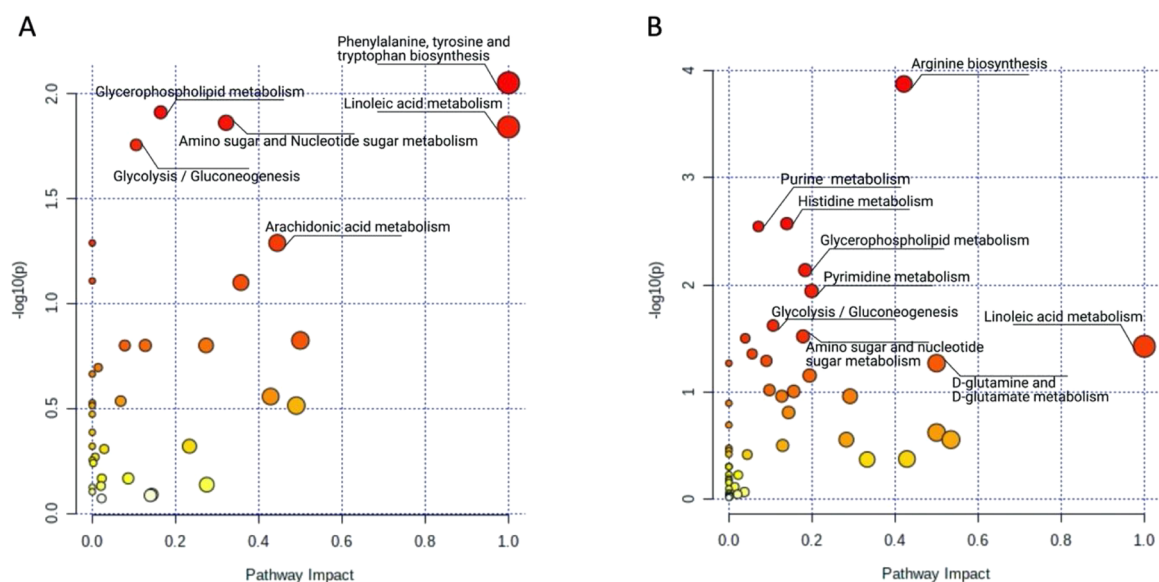 A
Phenylalanine, tyrosine and
tryptophan biosynthesis
Glycerophospholipid metabolism
Linoleic acid metabolism
Amino sugar and Nucleotide sugar metabolism
Glycolysis / Gluconeogenesis
Arachidonic acid metabolism
-log10(p)
2.0
1.5
1.0
0.5
0.0
0.0 0.2 0.4 0.6 0.8 1.0
Pathway Impact
B
Arginine biosynthesis
Purine metabolism
Histidine metabolism
Glycerophospholipid metabolism
Pyrimidine metabolism
Glycolysis / Gluconeogenesis
Linoleic acid metabolism
Amino sugar and nucleotide
sugar metabolism
D-glutamine and
D-glutamate metabolism
-log10(p)
4
3
2
1
0
0.0 0.2 0.4 0.6 0.8 1.0
Pathway Impact